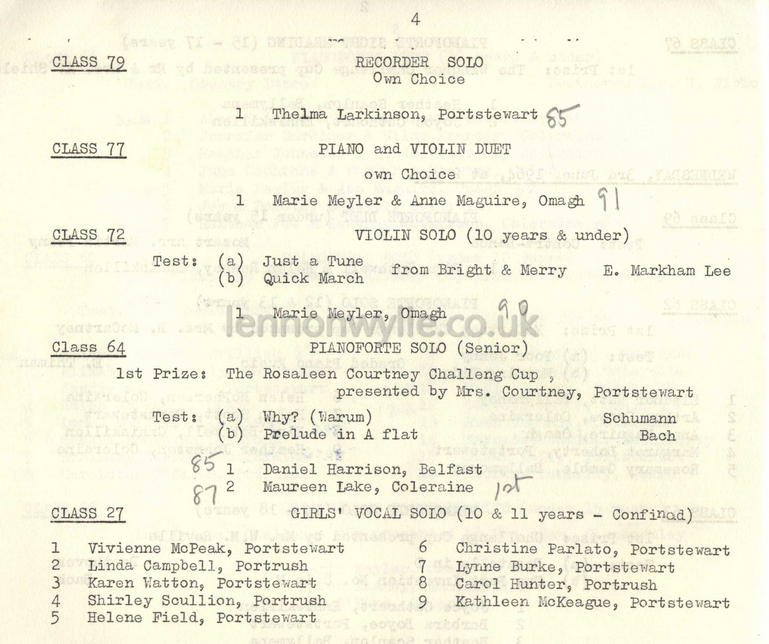 4
CLASS 79 RECORDER SOLO
Own Choice
1 Thelma Larkinson, Portstewart 85
CLASS 77 PIANO and VIOLIN DUET
own Choice
1 Marie Meyler & Anne Maguire, Omagh 91
CLASS 72 VIOLIN SOLO (10 years & under)
Test: (a) Just a Tune
(b) Quick March from Bright & Merry E. Markham Lee
1 Marie Meyler, Omagh 90
lennonwylie.co.uk
Class 64 PIANOFORTE SOLO (Senior)
1st Prize: The Rosaleen Courtney Challeng Cup ,
presented by Mrs. Courtney, Portstewart
Test: (a) Why? (Warum) Schumann
(b) Prelude in A flat Bach
85 1 Daniel Harrison, Belfast
87 2 Maureen Lake, Coleraine 1st
CLASS 27 GIRLS' VOCAL SOLO (10 & 11 years - Confinad)
1 Vivienne McPeak, Portstewart
2 Linda Campbell, Portrush
3 Karen Watton, Portstewart
4 Shirley Scullion, Portrush
5 Helene Field, Portstewart
6 Christine Parlato, Portstewart
7 Lynne Burke, Portstewart
8 Carol Hunter, Portrush
9 Kathleen McKeague, Portstewart